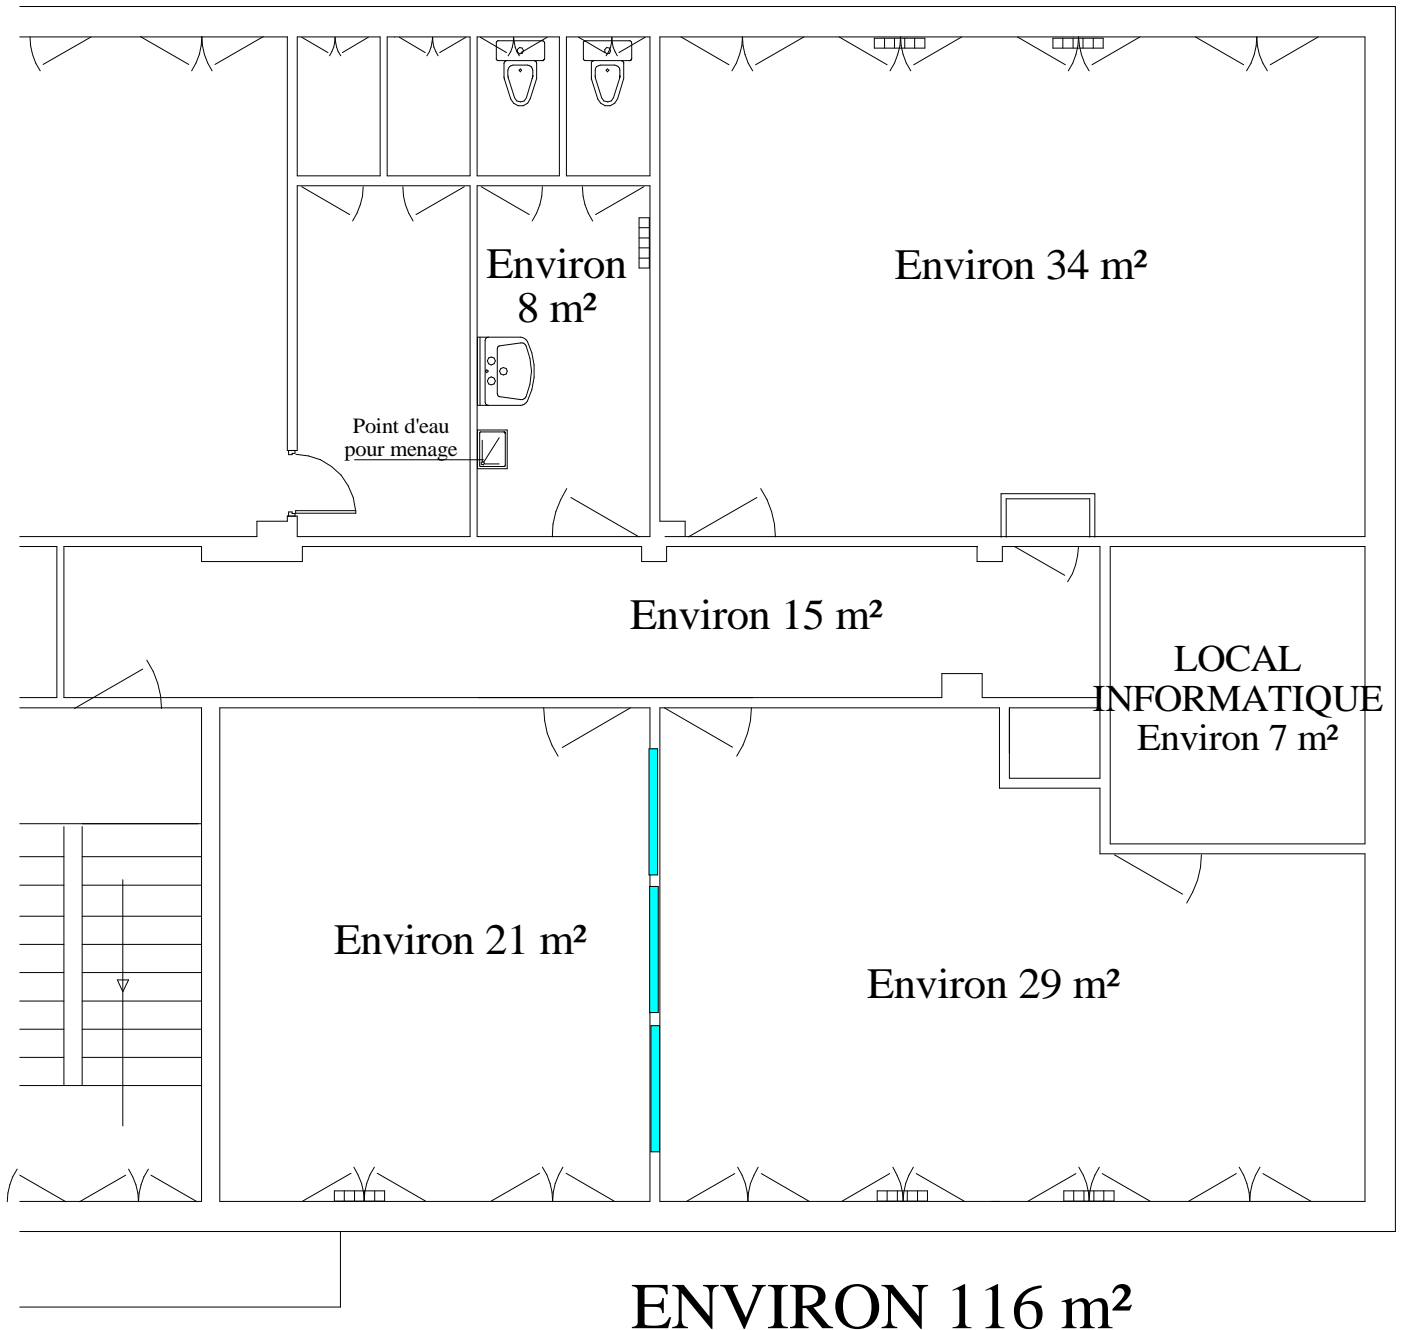 Environ
8 m²
Environ 34 m²
Point d'eau
pour menage
Environ 15 m²
LOCAL
INFORMATIQUE
Environ 7 m²
Environ 21 m²
Environ 29 m²
ENVIRON 116 m²